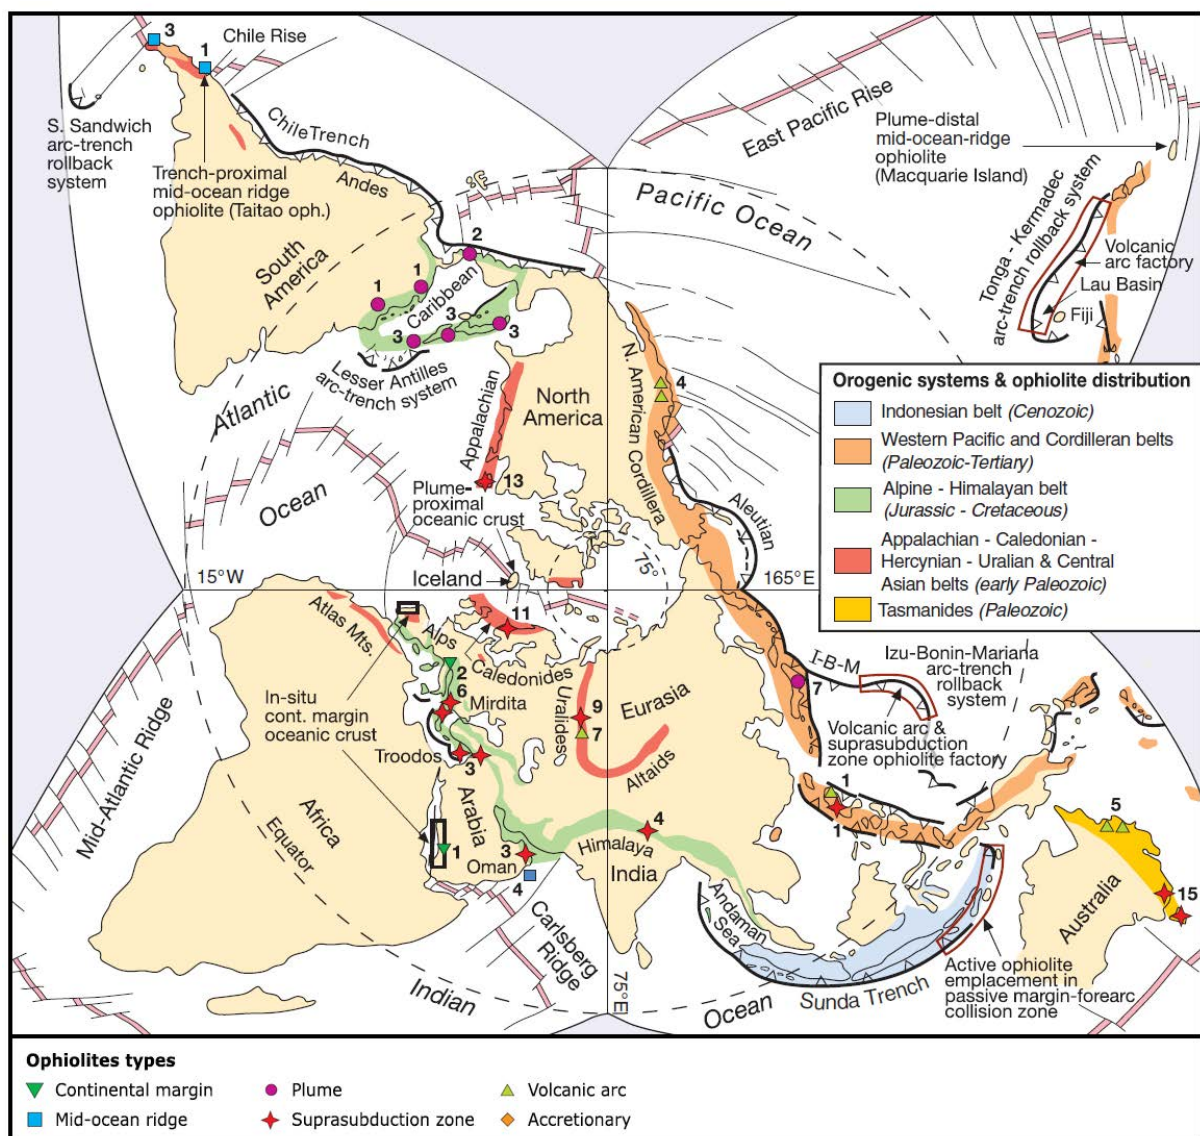 3
1
Chile Rise
S. Sandwich
arc-trench
rollback
system
Trench-proximal
mid-ocean ridge
ophiolite (Taitao oph.)
Chile Trench
Andes
East Pacific Rise
Plume-distal
mid-ocean-ridge
ophiolite
(Macquarie Island)
Pacific Ocean
Tonga - Kermadec
arc-trench rollback system
Volcanic
arc factory
Lau Basin
Fiji
South
America
2
1
1
Caribbean
3
3
3
Lesser Antilles
arc-trench system
Atlantic
Ocean
Appalachian
North
America
N. American Cordillera
4
13
Plume-
proximal
oceanic crust
Aleutian
Iceland
75°
15°W
165°E
Orogenic systems & ophiolite distribution
Indonesian belt (Cenozoic)
Western Pacific and Cordilleran belts
(Paleozoic-Tertiary)
Alpine - Himalayan belt
(Jurassic - Cretaceous)
Appalachian - Caledonian -
Hercynian - Uralian & Central
Asian belts (early Paleozoic)
Tasmanides (Paleozoic)
Atlas Mts.
Alps
11
Caledonides
2
6
Mirdita
In-situ
cont. margin
oceanic crust
Uralides
9
7
Eurasia
Altaids
7
I-B-M
Izu-Bonin-Mariana
arc-trench
rollback
system
Volcanic arc &
suprasubduction
zone ophiolite factory
Mid-Atlantic Ridge
Troodos
3
Arabia
Africa
Equator
1
Oman
3
4
4
Himalaya
India
1
1
5
15
Australia
Andaman
Sea
Carlsberg
Ridge
Indian
75°E
Ocean
Sunda Trench
Active ophiolite
emplacement in
passive margin-forearc
collision zone
Ophiolites types
Continental margin
Plume
Volcanic arc
Mid-ocean ridge
Suprasubduction zone
Accretionary